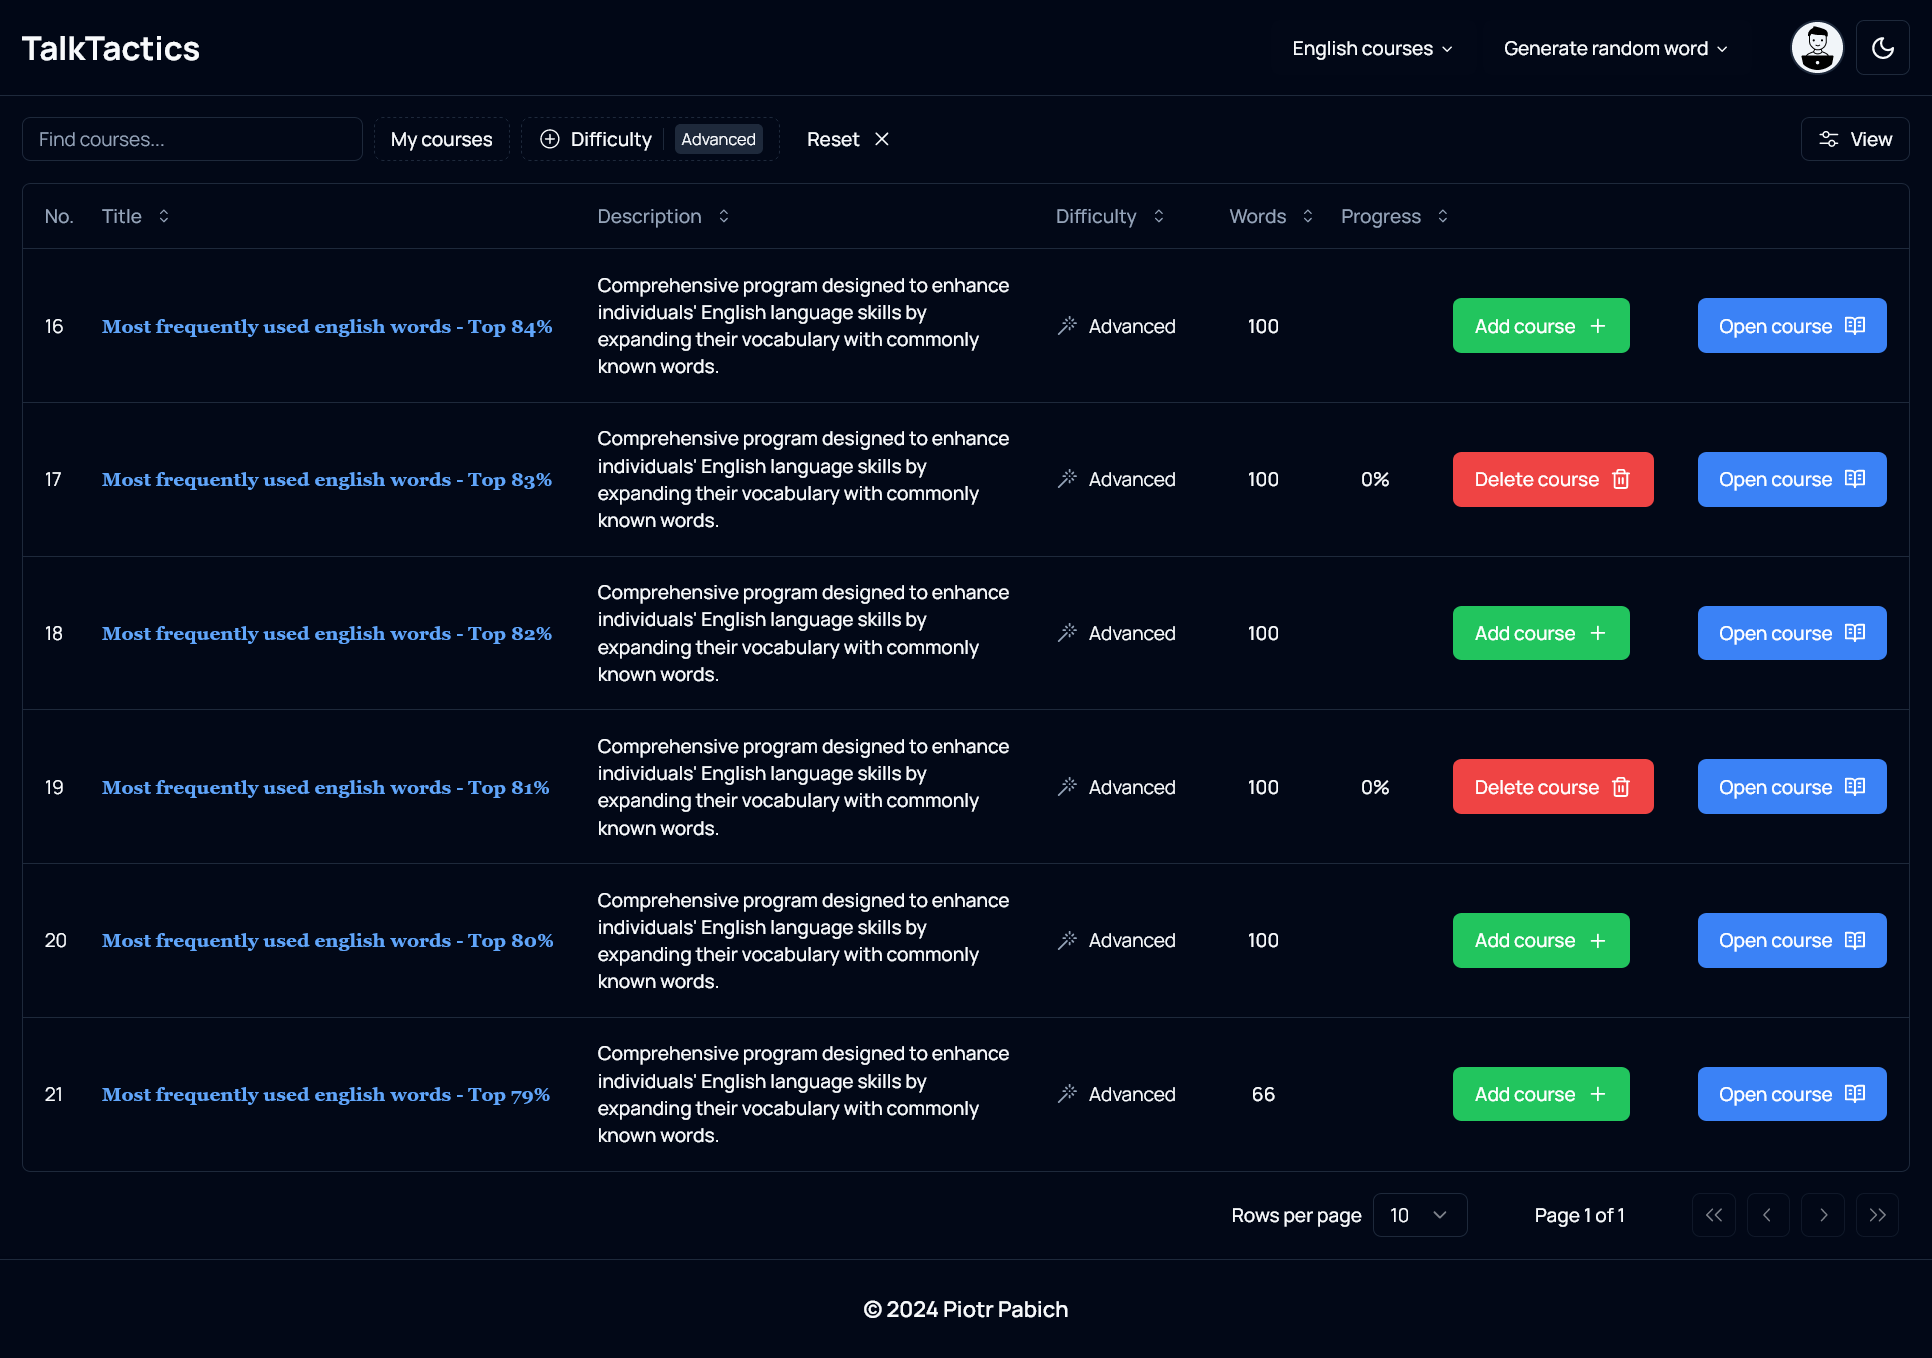 TalkTactics
English courses
Generate random word
Find courses...
My courses
Difficulty
Advanced
Reset
View
No. Title Description Difficulty Words Progress
16
Most frequently used english words - Top 84%
Comprehensive program designed to enhance
individuals' English language skills by
expanding their vocabulary with commonly
known words.
Advanced
100
Add course
Open course
17
Most frequently used english words - Top 83%
Comprehensive program designed to enhance
individuals' English language skills by
expanding their vocabulary with commonly
known words.
Advanced
100
0%
Delete course
Open course
18
Most frequently used english words - Top 82%
Comprehensive program designed to enhance
individuals' English language skills by
expanding their vocabulary with commonly
known words.
Advanced
100
Add course
Open course
19
Most frequently used english words - Top 81%
Comprehensive program designed to enhance
individuals' English language skills by
expanding their vocabulary with commonly
known words.
Advanced
100
0%
Delete course
Open course
20
Most frequently used english words - Top 80%
Comprehensive program designed to enhance
individuals' English language skills by
expanding their vocabulary with commonly
known words.
Advanced
100
Add course
Open course
21
Most frequently used english words - Top 79%
Comprehensive program designed to enhance
individuals' English language skills by
expanding their vocabulary with commonly
known words.
Advanced
66
Add course
Open course
Rows per page
10
Page 1 of 1
© 2024 Piotr Pabich